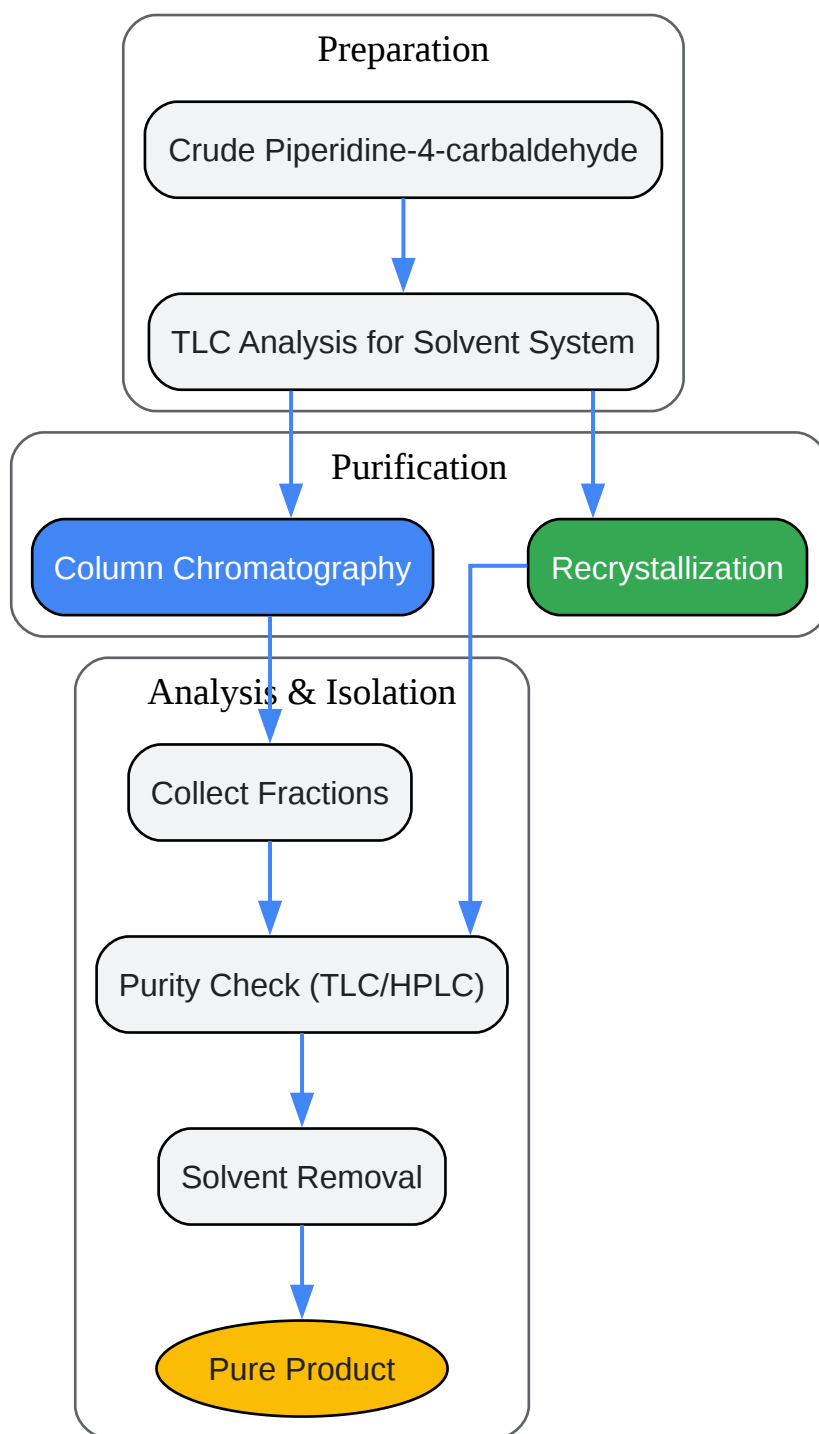 Preparation
Crude Piperidine-4-carbaldehyde
TLC Analysis for Solvent System
Purification
Column Chromatography
Recrystallization
Analysis & Isolation
Collect Fractions
Purity Check (TLC/HPLC)
Solvent Removal
Pure Product